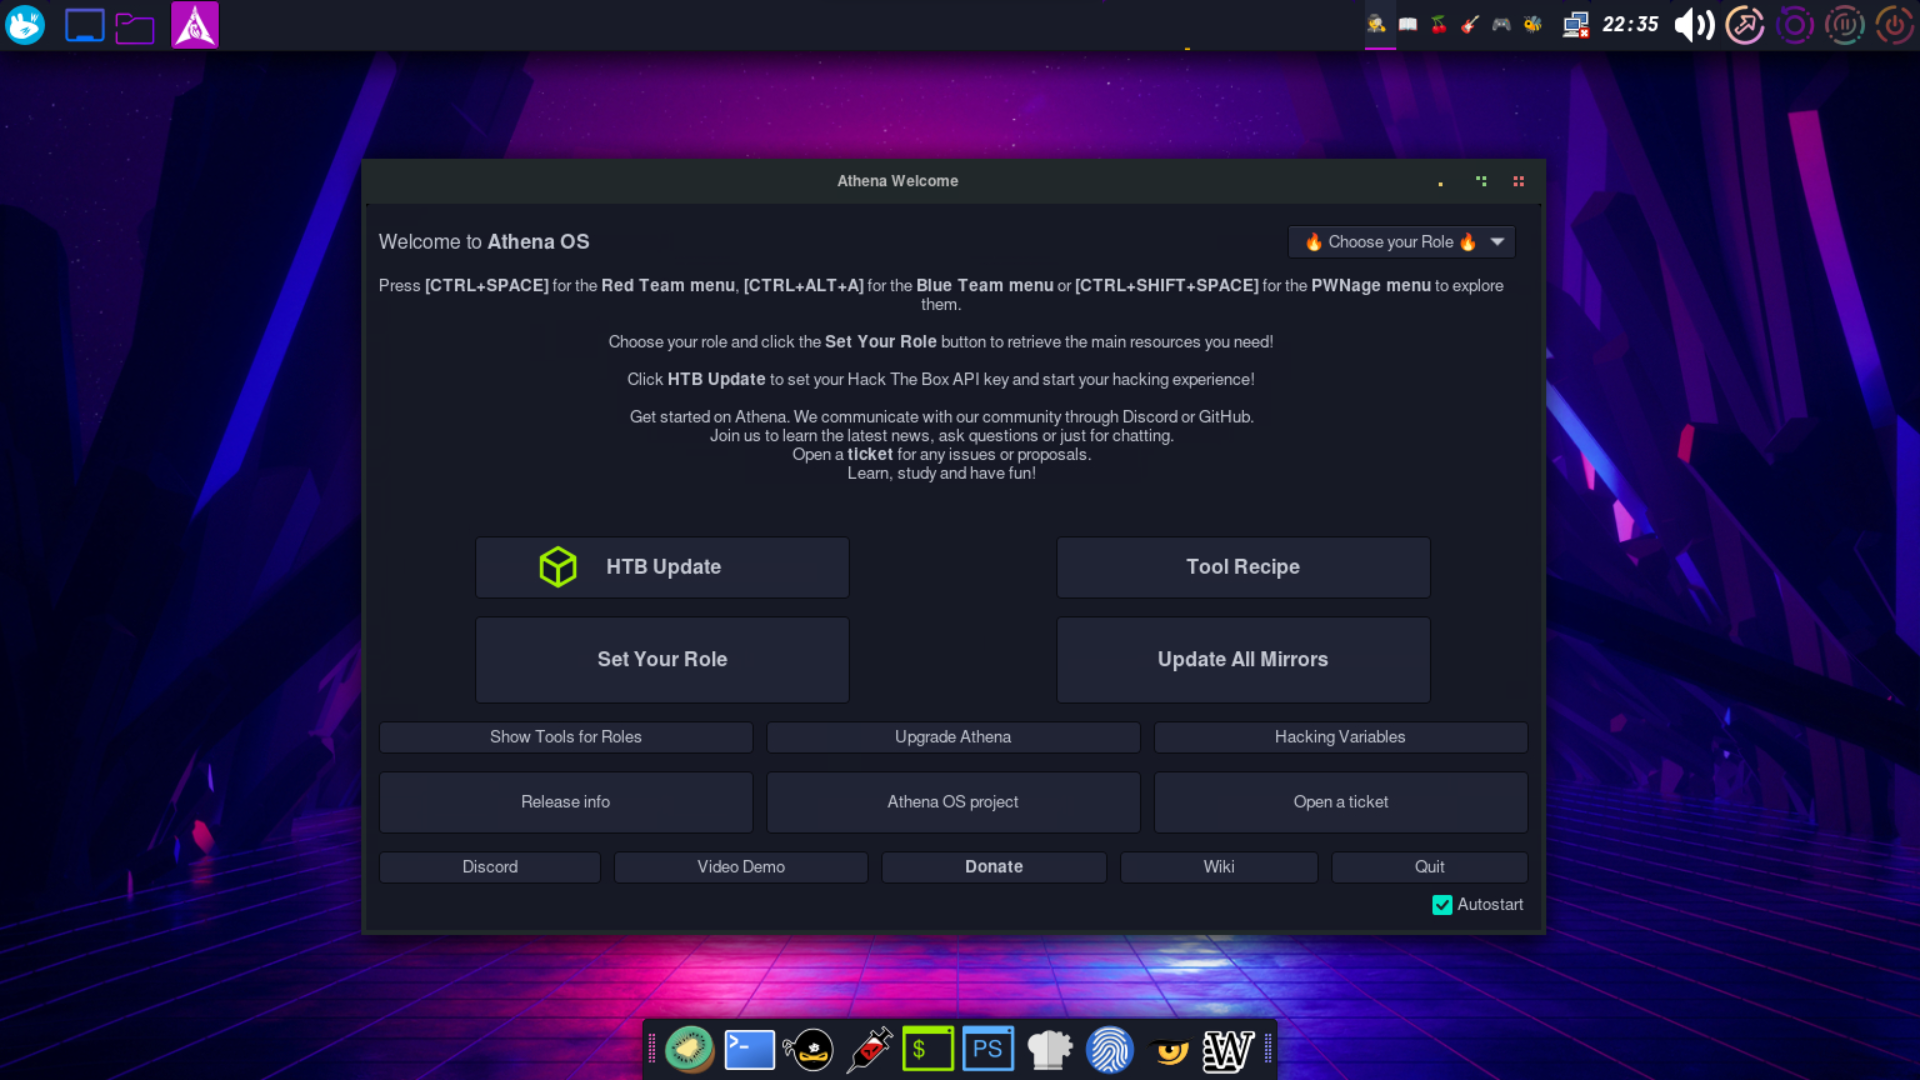 22:35
Athena Welcome
Welcome to Athena OS
Choose your Role
Press [CTRL+SPACE] for the Red Team menu, [CTRL+ALT+A] for the Blue Team menu or [CTRL+SHIFT+SPACE] for the PWNage menu to explore
them.
Choose your role and click the Set Your Role button to retrieve the main resources you need!
Click HTB Update to set your Hack The Box API key and start your hacking experience!
Get started on Athena. We communicate with our community through Discord or GitHub.
Join us to learn the latest news, ask questions or just for chatting.
Open a ticket for any issues or proposals.
Learn, study and have fun!
HTB Update
Tool Recipe
Set Your Role
Update All Mirrors
Show Tools for Roles
Upgrade Athena
Hacking Variables
Release info
Athena OS project
Open a ticket
Discord
Video Demo
Donate
Wiki
Quit
Autostart
>_
$
PS
W